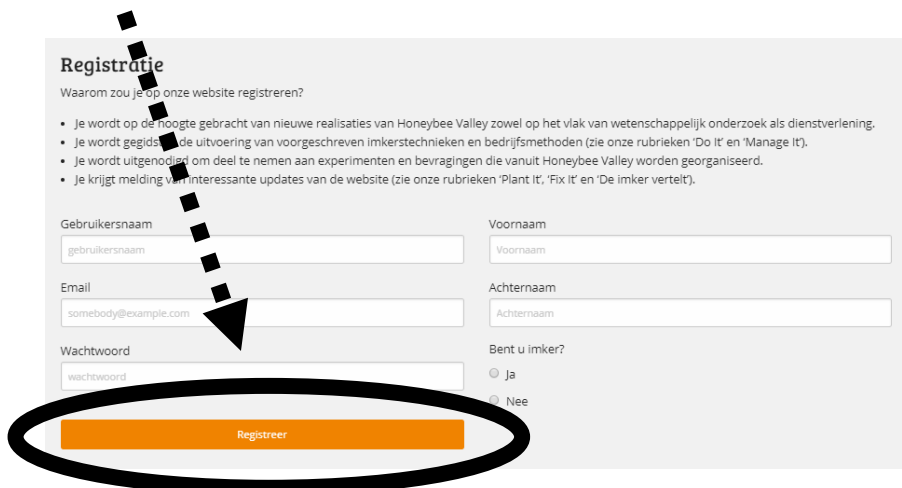 Registratie
Waarom zou je op onze website registreren?
• Je wordt op de hoogte gebracht van nieuwe realisaties van Honeybee Valley zowel op het vlak van wetenschappelijk onderzoek als dienstverlening.
• Je wordt gegidst de uitvoering van voorgeschreven imkerstechnieken en bedrijfsmethoden (zie onze rubrieken 'Do It' en 'Manage It').
• Je wordt uitgenodigd om deel te nemen aan experimenten en bevragingen die vanuit Honeybee Valley worden georganiseerd.
• Je krijgt melding van interessante updates van de website (zie onze rubrieken 'Plant It', 'Fix It' en 'De imker vertelt').
Gebruikersnaam
gebruikersnaam
Voornaam
Voornaam
Email
somebody@example.com
Achternaam
Achternaam
Wachtwoord
wachtwoord
Bent u imker?
Ja
Nee
Registreer